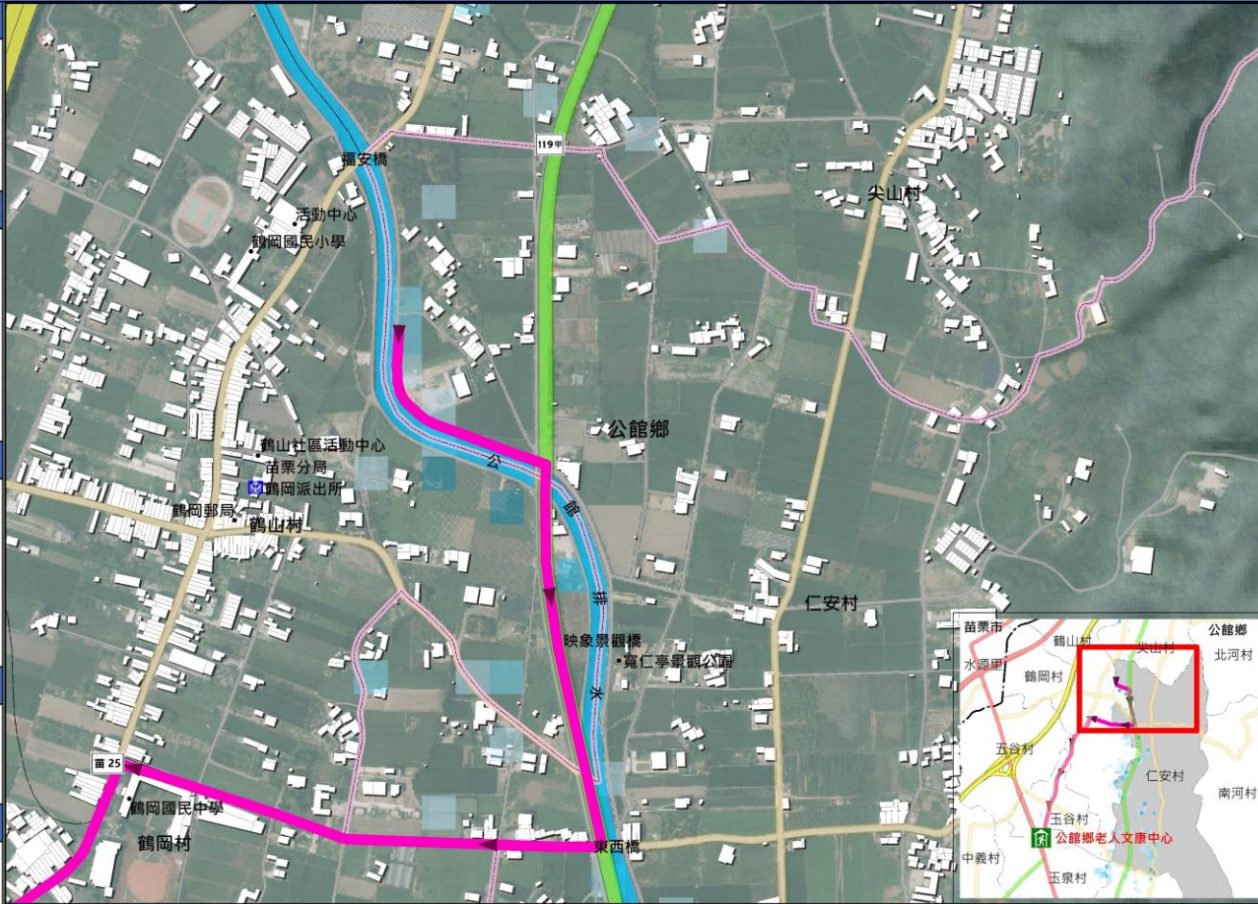 119甲
福安橋
尖山村
活動中心
鶴岡國民小學
公館鄉
鶴山社區活動中心
苗栗分局
鶴岡派出所
鶴岡郵局
鶴山村
公
館
排
水
仁安村
映象景觀橋
寬仁亭景觀公園
苗25
鶴岡國民中學
鶴岡村
東西橋
苗栗市
鶴山村
尖山村
公館鄉
水源里
鶴岡村
北河村
五谷村
仁安村
南河村
玉谷村
公館鄉老人文康中心
中義村
玉泉村